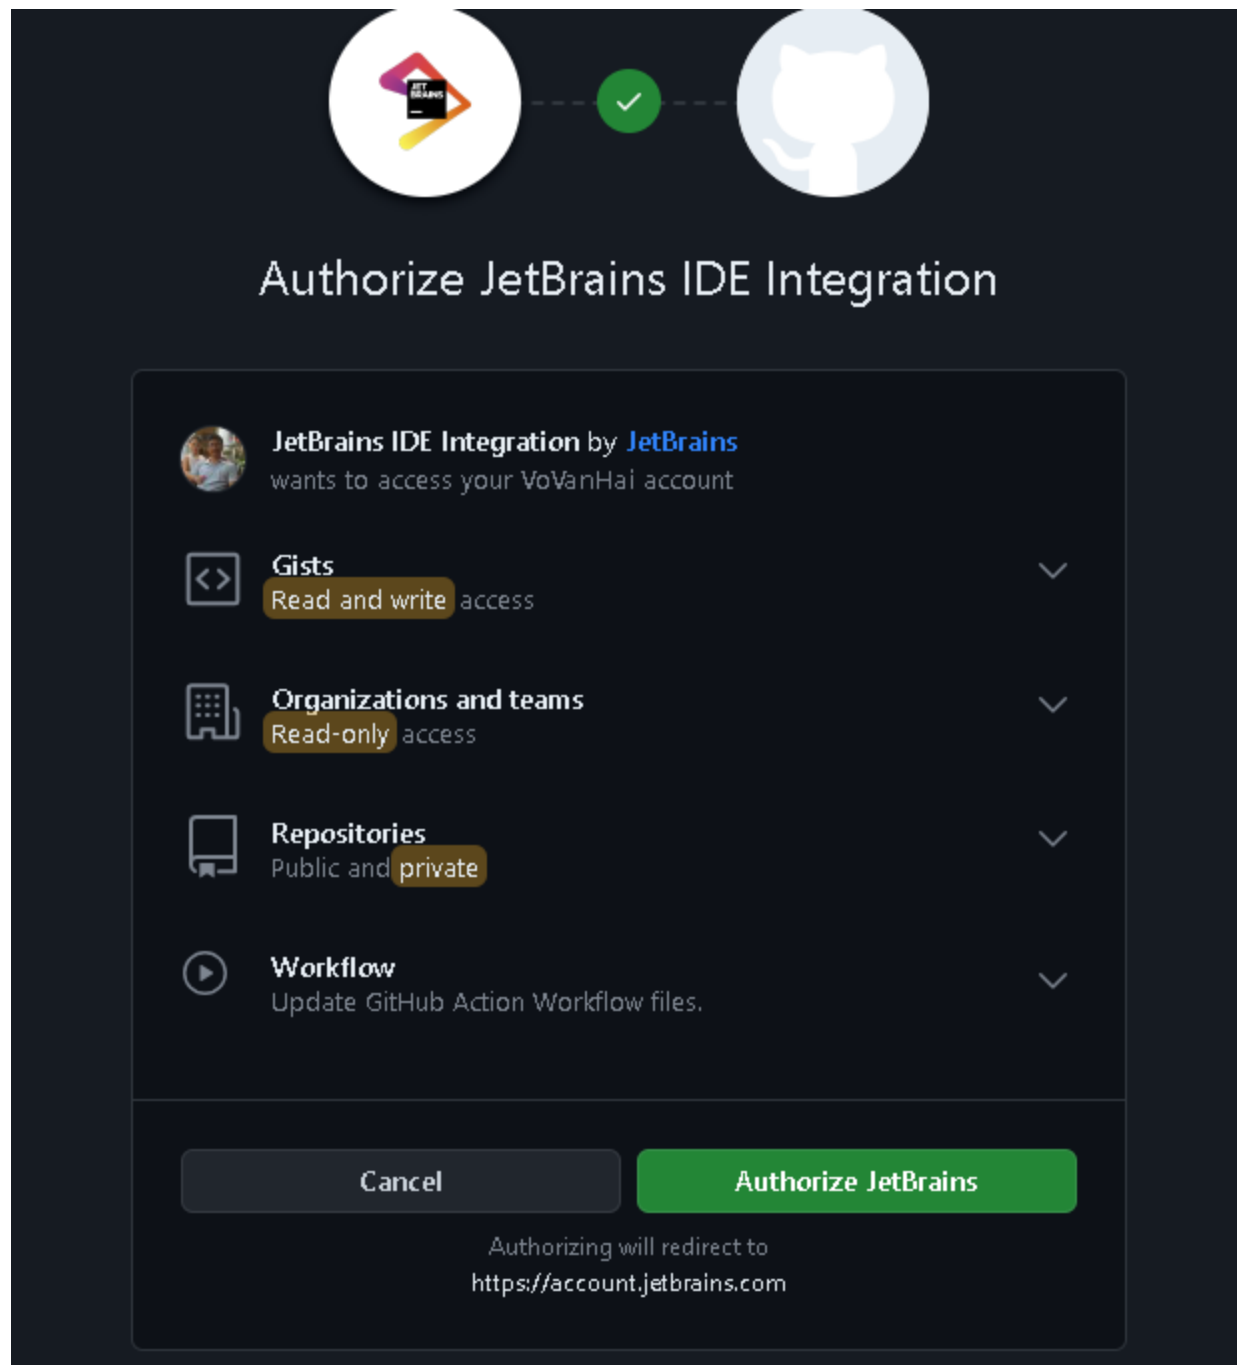 JET
BRAINS
Authorize JetBrains IDE Integration
JetBrains IDE Integration by JetBrains
wants to access your VoVanHai account
Gists
Read and write access
Organizations and teams
Read-only access
Repositories
Public and private
Workflow
Update GitHub Action Workflow files.
Cancel
Authorize JetBrains
Authorizing will redirect to
https://account.jetbrains.com